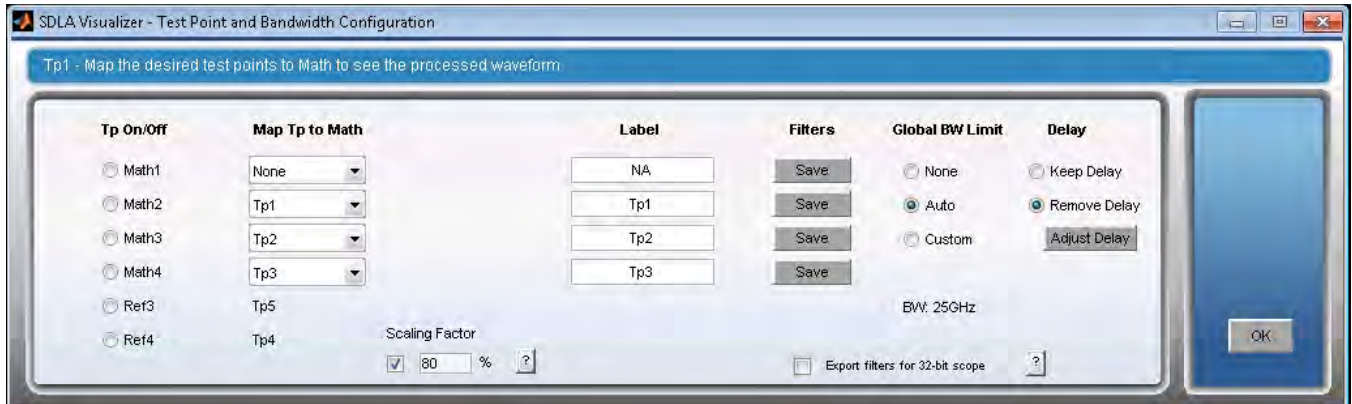 SDLA Visualizer - Test Point and Bandwidth Configuration
Tp1 - Map the desired test points to Math to see the processed waveform
Tp On/Off Map Tp to Math Label Filters Global BW Limit Delay
Math1 None NA Save None Keep Delay
Math2 Tp1 Tp1 Save Auto Remove Delay
Math3 Tp2 Tp2 Save Custom Adjust Delay
Math4 Tp3 Tp3 Save
Ref3 Tp5 BW: 25GHz
Ref4 Tp4 Scaling Factor OK
80 % ? Export filters for 32-bit scope ?